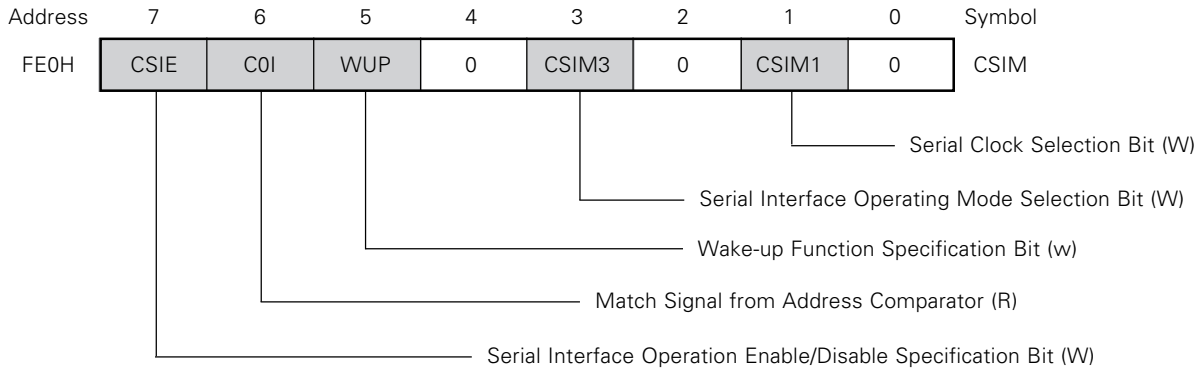 Address 7 6 5 4 3 2 1 0 Symbol
FE0H CSIE C0I WUP 0 CSIM3 0 CSIM1 0 CSIM
Serial Clock Selection Bit (W)
Serial Interface Operating Mode Selection Bit (W)
Wake-up Function Specification Bit (w)
Match Signal from Address Comparator (R)
Serial Interface Operation Enable/Disable Specification Bit (W)